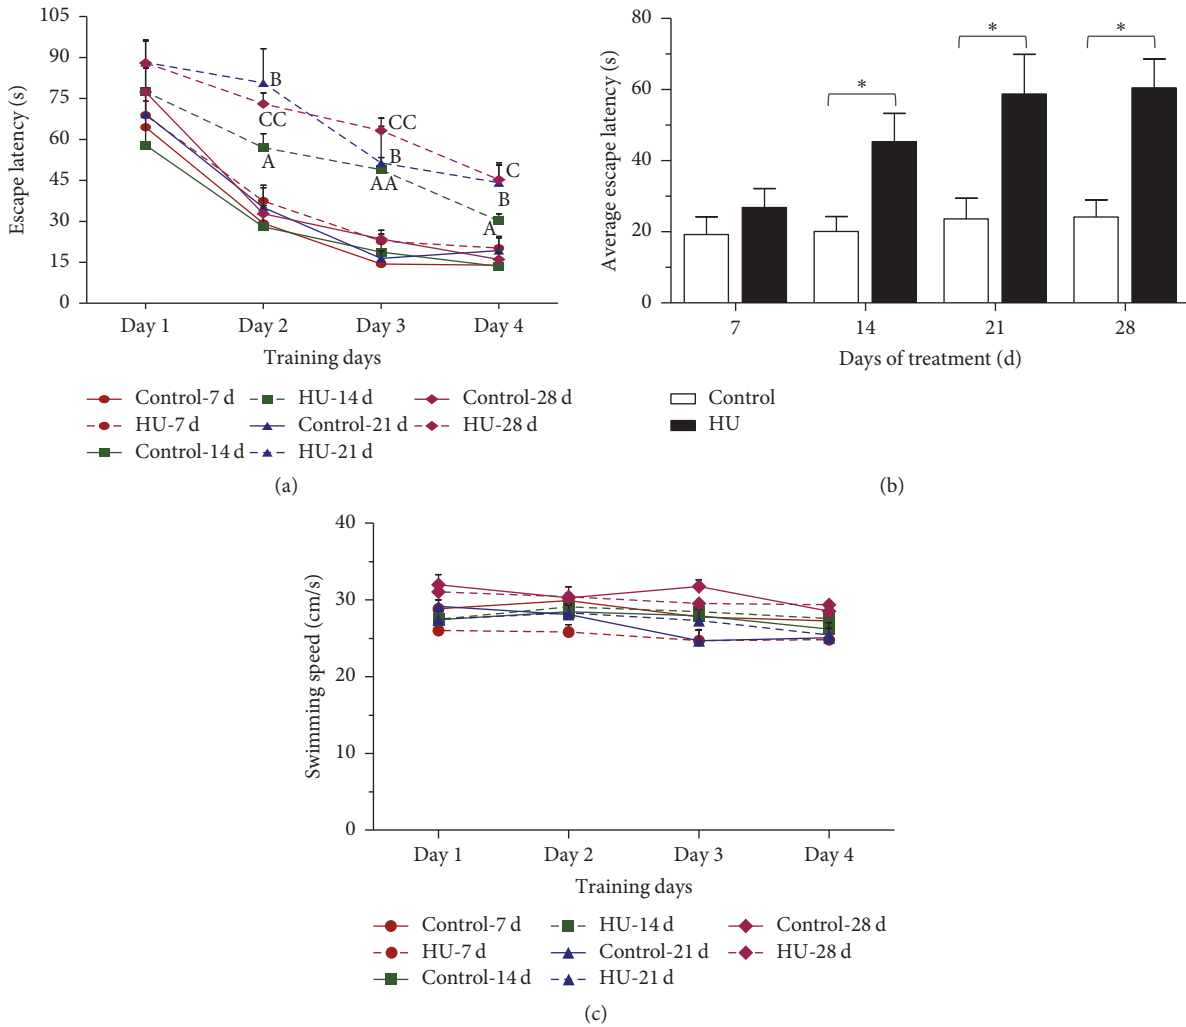 105
90
75
60
45
30
15
0
Escape latency (s)
B
CC
A
CC
B
AA
C
B
A
Day 1 Day 2 Day 3 Day 4
Training days
Control-7 d HU-14 d Control-28 d
HU-7 d Control-21 d HU-28 d
Control-14 d HU-21 d
(a)
80
60
40
20
0
Average escape latency (s)
* * *
7 14 21 28
Days of treatment (d)
Control
HU
(b)
40
30
20
10
0
Swimming speed (cm/s)
Day 1 Day 2 Day 3 Day 4
Training days
Control-7 d HU-14 d Control-28 d
HU-7 d Control-21 d HU-28 d
Control-14 d HU-21 d
(c)